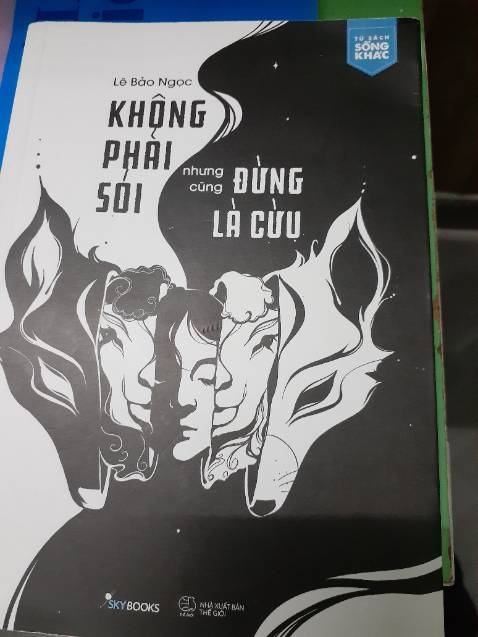 TỦ SÁCH
SỐNG
KHÁC
Lê Bảo Ngọc
KHÔNG
PHẢI
SÓI
nhưng
cũng
ĐỪNG
LÀ CỪU
SKYBOOKS
NHÀ XUẤT BẢN
THẾ GIỚI